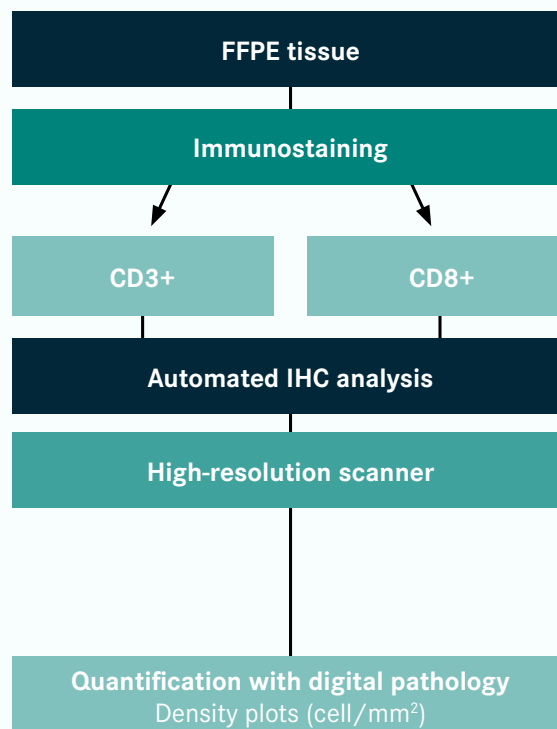 FFPE tissue
Immunostaining
CD3+
CD8+
Automated IHC analysis
High-resolution scanner
Quantification with digital pathology
Density plots (cell/mm²)